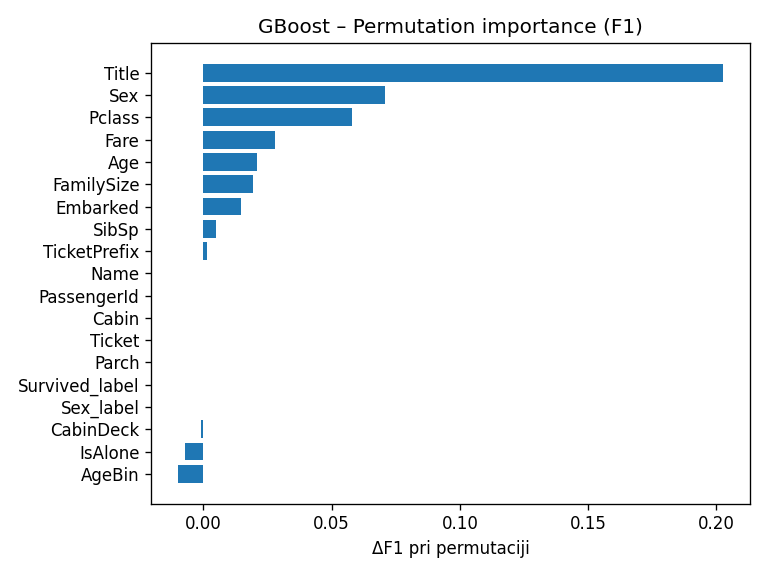 GBoost – Permutation importance (F1)
Title
Sex
Pclass
Fare
Age
FamilySize
Embarked
SibSp
TicketPrefix
Name
PassengerId
Cabin
Ticket
Parch
Survived_label
Sex_label
CabinDeck
IsAlone
AgeBin
0.00 0.05 0.10 0.15 0.20
ΔF1 pri permutaciji